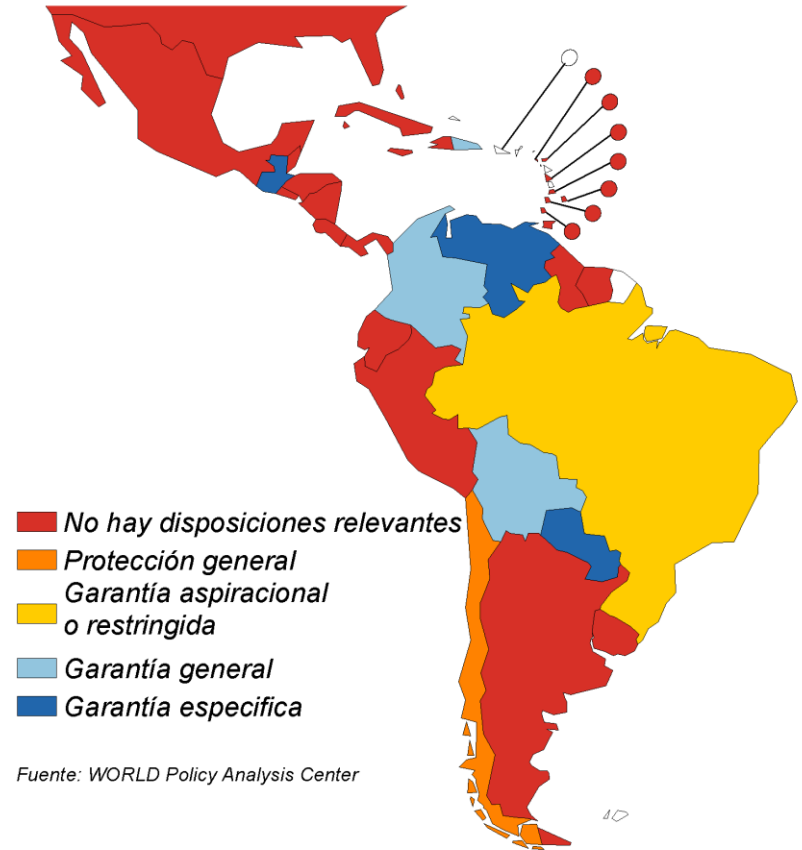 No hay disposiciones relevantes
Protección general
Garantía aspiracional
o restringida
Garantía general
Garantía especifica
Fuente: WORLD Policy Analysis Center